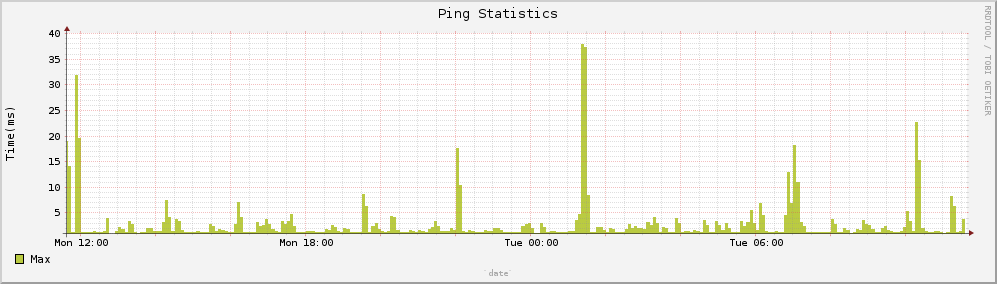 Ping Statistics
RRDTOOL / TOBI OETIKER
Time(ms)
40
35
30
25
20
15
10
5
Mon 12:00 Mon 18:00 Tue 00:00 Tue 06:00
Max
`date`